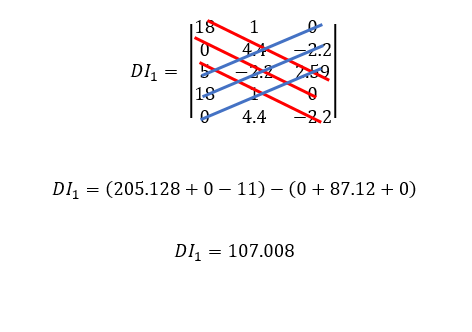 18 1 0
0 4.4 −2.2
DI₁ = 5 −2.2 2.59
18 1 0
0 4.4 −2.2
DI₁ = (205.128 + 0 − 11) − (0 + 87.12 + 0)
DI₁ = 107.008